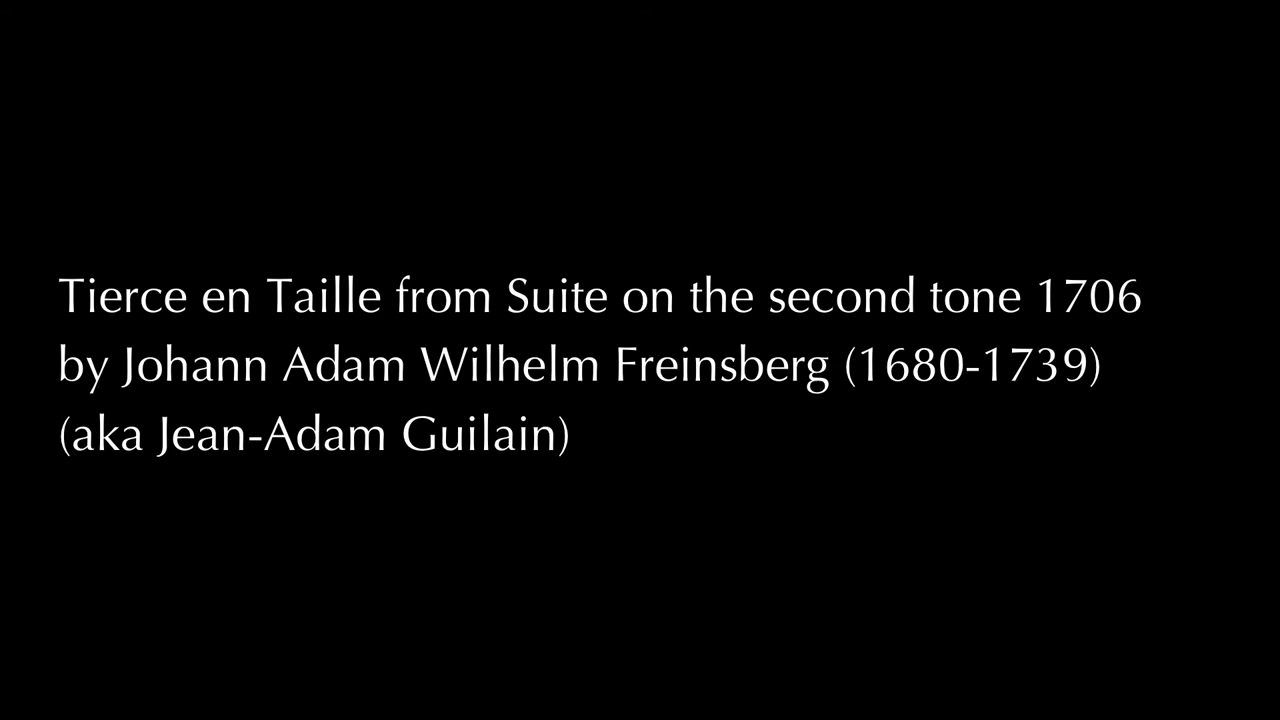 Tierce en Taille from Suite on the second tone 1706
by Johann Adam Wilhelm Freinsberg (1680-1739)
(aka Jean-Adam Guilain)